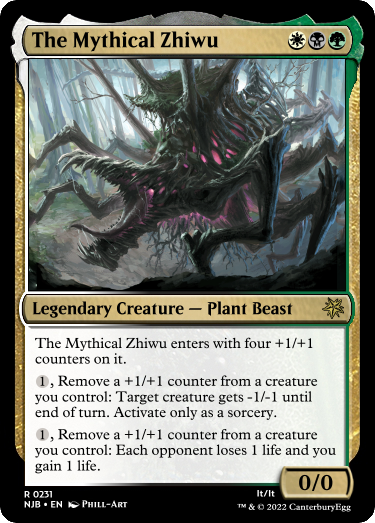 The Mythical Zhiwu
Legendary Creature — Plant Beast
The Mythical Zhiwu enters with four +1/+1
counters on it.
1, Remove a +1/+1 counter from a creature
you control: Target creature gets -1/-1 until
end of turn. Activate only as a sorcery.
1, Remove a +1/+1 counter from a creature
you control: Each opponent loses 1 life and you
gain 1 life.
0/0
R 0231
It/It
NJB • EN Phill-Art
™ & © 2022 CanterburyEgg